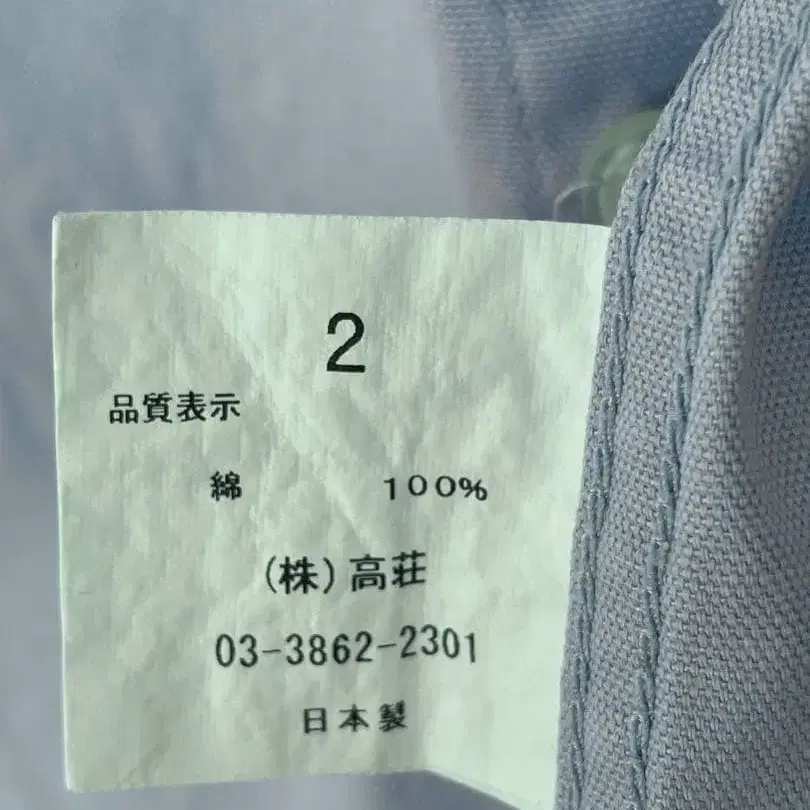 2
品質表示
綿 100%
(株)高荘
03-3862-2301
日本製